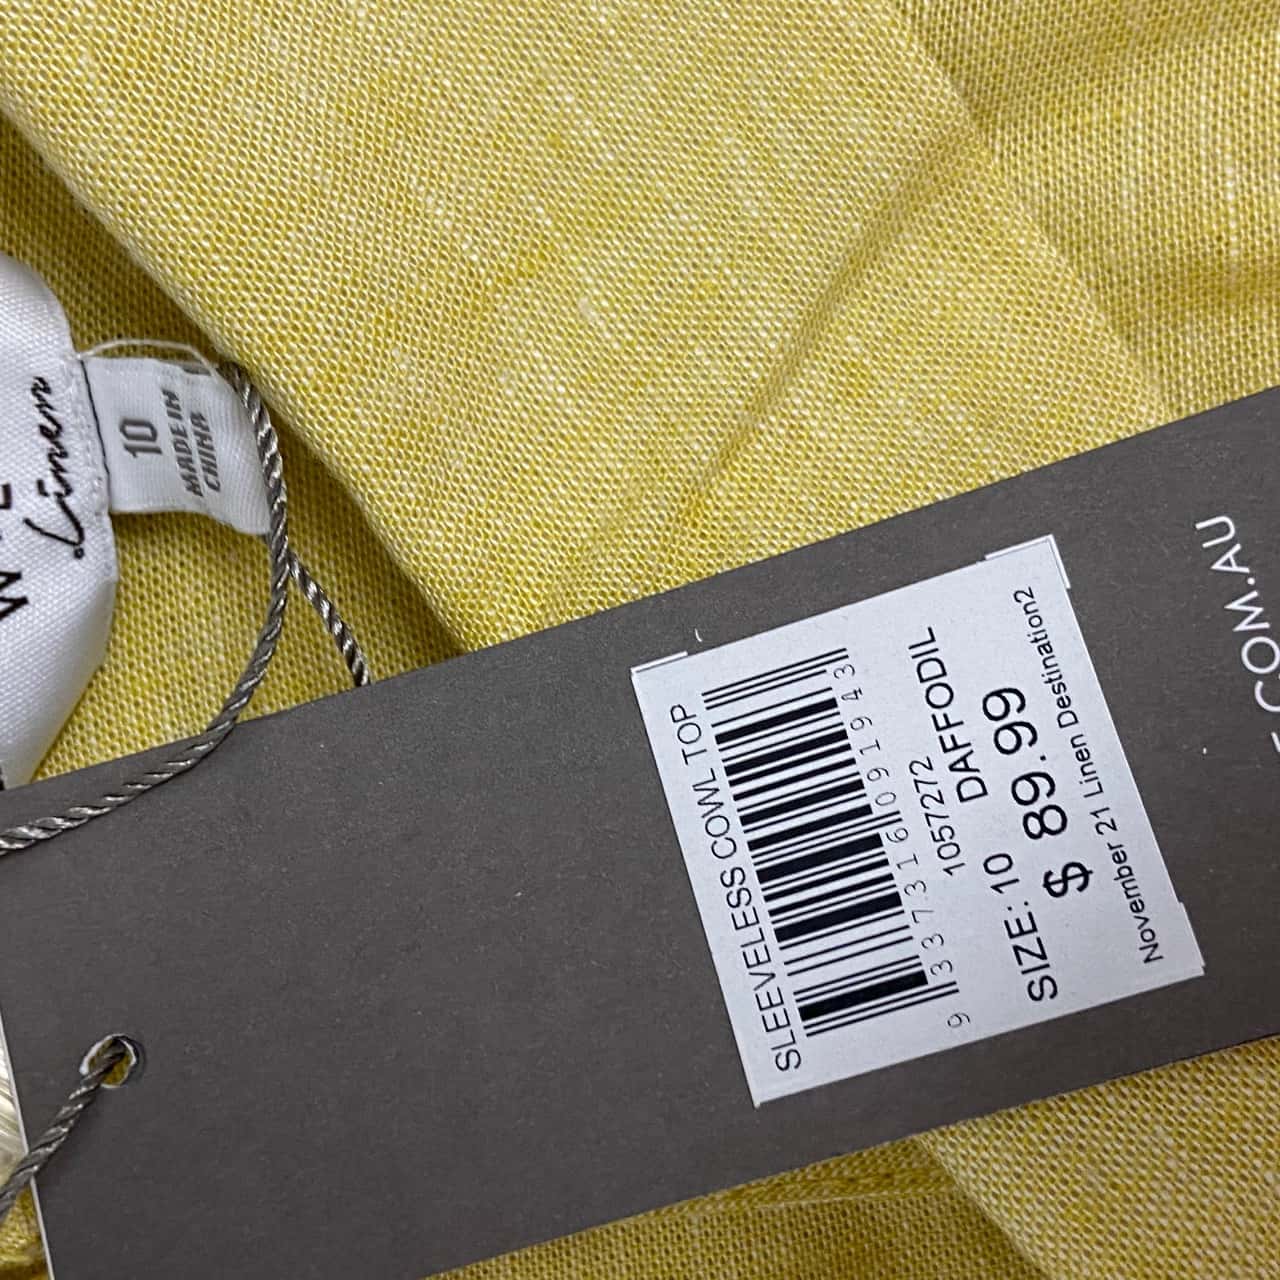 Linen
10
MADE IN
CHINA
SLEEVELESS COWL TOP
9 337316 091943
1057272
DAFFODIL
SIZE: 10
$ 89.99
November 21 Linen Destination2
.COM.AU